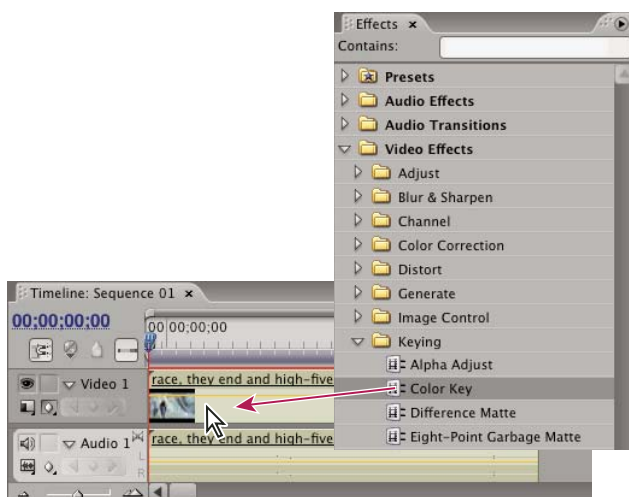 Effects ×
Contains:
Presets
Audio Effects
Audio Transitions
Video Effects
Adjust
Blur & Sharpen
Channel
Color Correction
Distort
Generate
Image Control
Keying
Alpha Adjust
Color Key
Difference Matte
Eight-Point Garbage Matte
Timeline: Sequence 01 ×
00;00;00;00
00;00;00;00
Video 1
race, they end and high-five
Audio 1
race, they end and high-five
L
R